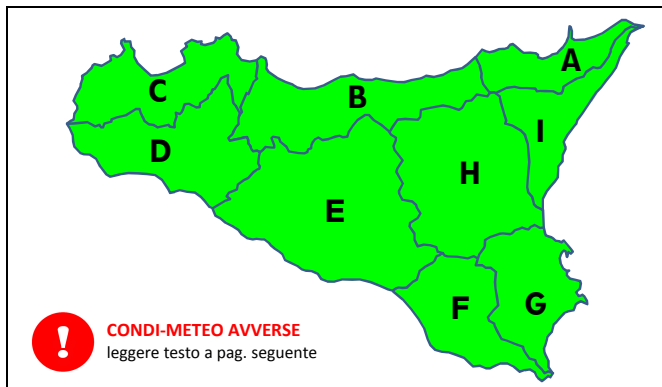 A
C
B
I
D
H
E
F
G
!
CONDI-METEO AVVERSE
leggere testo a pag. seguente